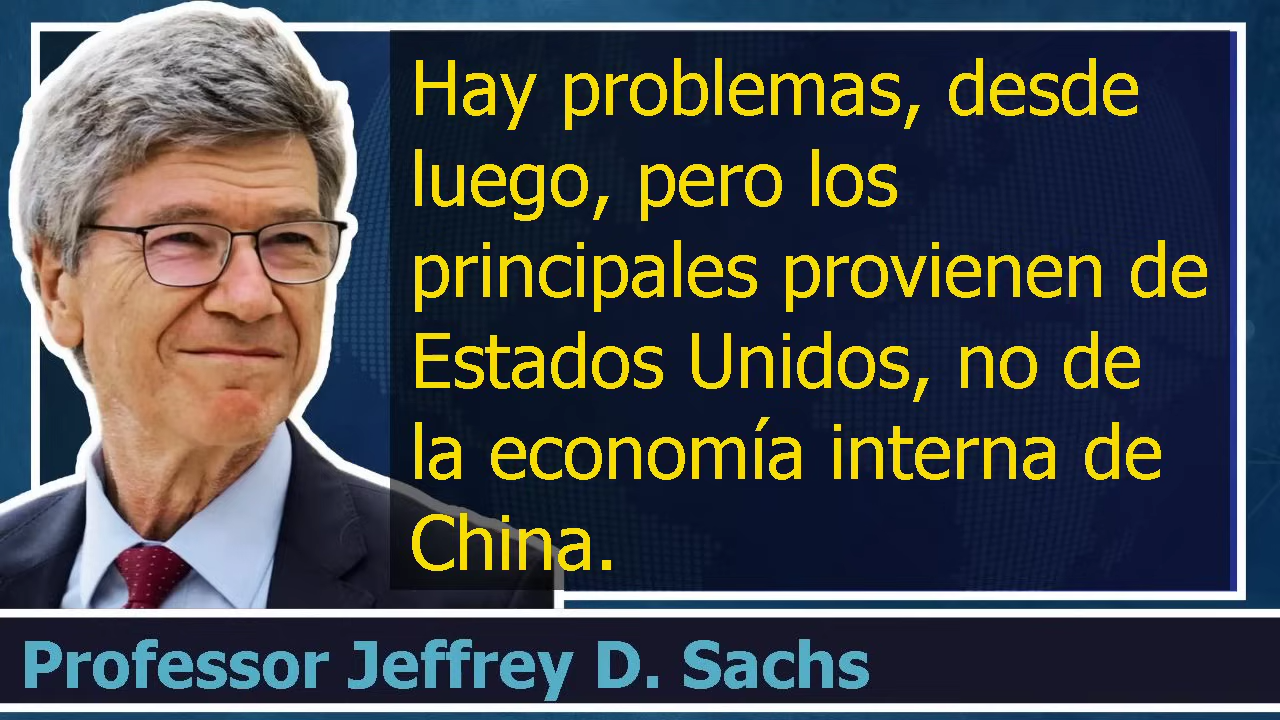 Hay problemas, desde
luego, pero los
principales provienen de
Estados Unidos, no de
la economía interna de
China.
Professor Jeffrey D. Sachs